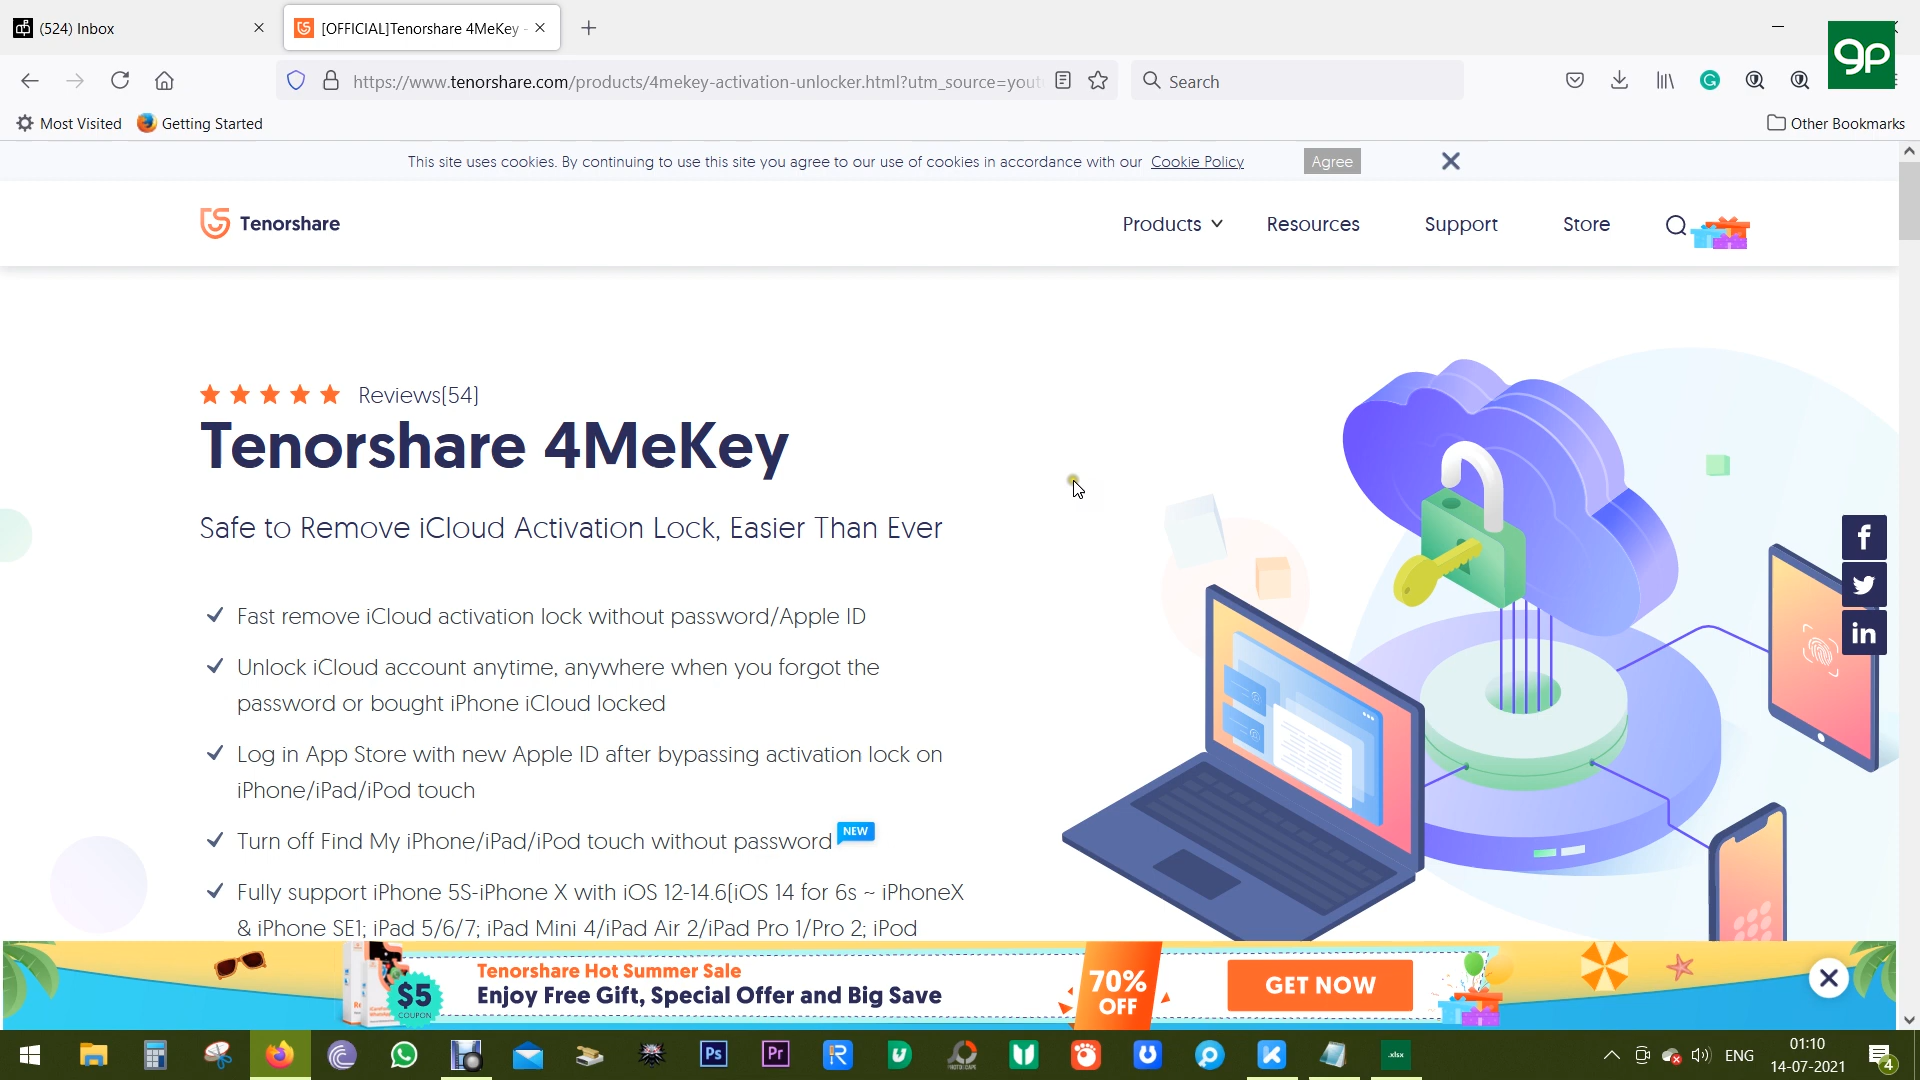 (524) Inbox
[OFFICIAL]Tenorshare 4MeKey -
gp
https://www.tenorshare.com/products/4mekey-activation-unlocker.html?utm_source=yout
Search
Most Visited
Getting Started
Other Bookmarks
This site uses cookies. By continuing to use this site you agree to our use of cookies in accordance with our Cookie Policy
Agree
Tenorshare
Products
Resources
Support
Store
Reviews(54)
Tenorshare 4MeKey
Safe to Remove iCloud Activation Lock, Easier Than Ever
Fast remove iCloud activation lock without password/Apple ID
Unlock iCloud account anytime, anywhere when you forgot the
password or bought iPhone iCloud locked
Log in App Store with new Apple ID after bypassing activation lock on
iPhone/iPad/iPod touch
Turn off Find My iPhone/iPad/iPod touch without password NEW
Fully support iPhone 5S-iPhone X with iOS 12-14.6(iOS 14 for 6s ~ iPhoneX
& iPhone SE1; iPad 5/6/7; iPad Mini 4/iPad Air 2/iPad Pro 1/Pro 2; iPod
f
in
$5
COUPON
Tenorshare Hot Summer Sale
Enjoy Free Gift, Special Offer and Big Save
70%
OFF
GET NOW
Ps
Pr
.xlsx
ENG
01:10
14-07-2021
4